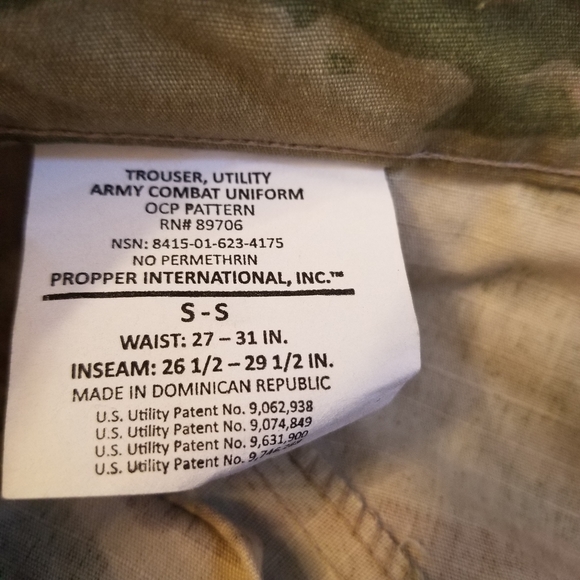 TROUSER, UTILITY
ARMY COMBAT UNIFORM
OCP PATTERN
RN# 89706
NSN: 8415-01-623-4175
NO PERMETHRIN
PROPPER INTERNATIONAL, INC.™
S - S
WAIST: 27 – 31 IN.
INSEAM: 26 1/2 – 29 1/2 IN.
MADE IN DOMINICAN REPUBLIC
U.S. Utility Patent No. 9,062,938
U.S. Utility Patent No. 9,074,849
U.S. Utility Patent No. 9,631,900
U.S. Utility Patent No.